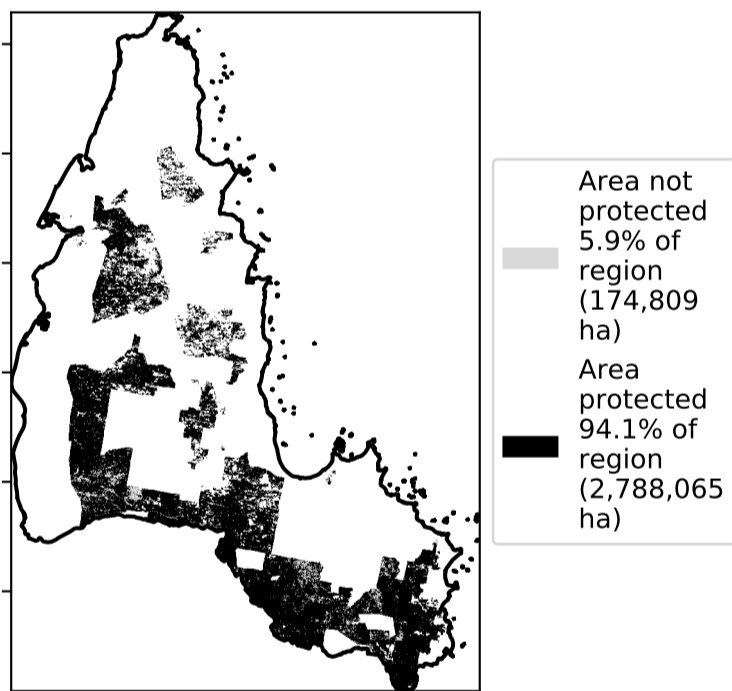 Area not
protected
5.9% of
region
(174,809
ha)
Area
protected
94.1% of
region
(2,788,065
ha)